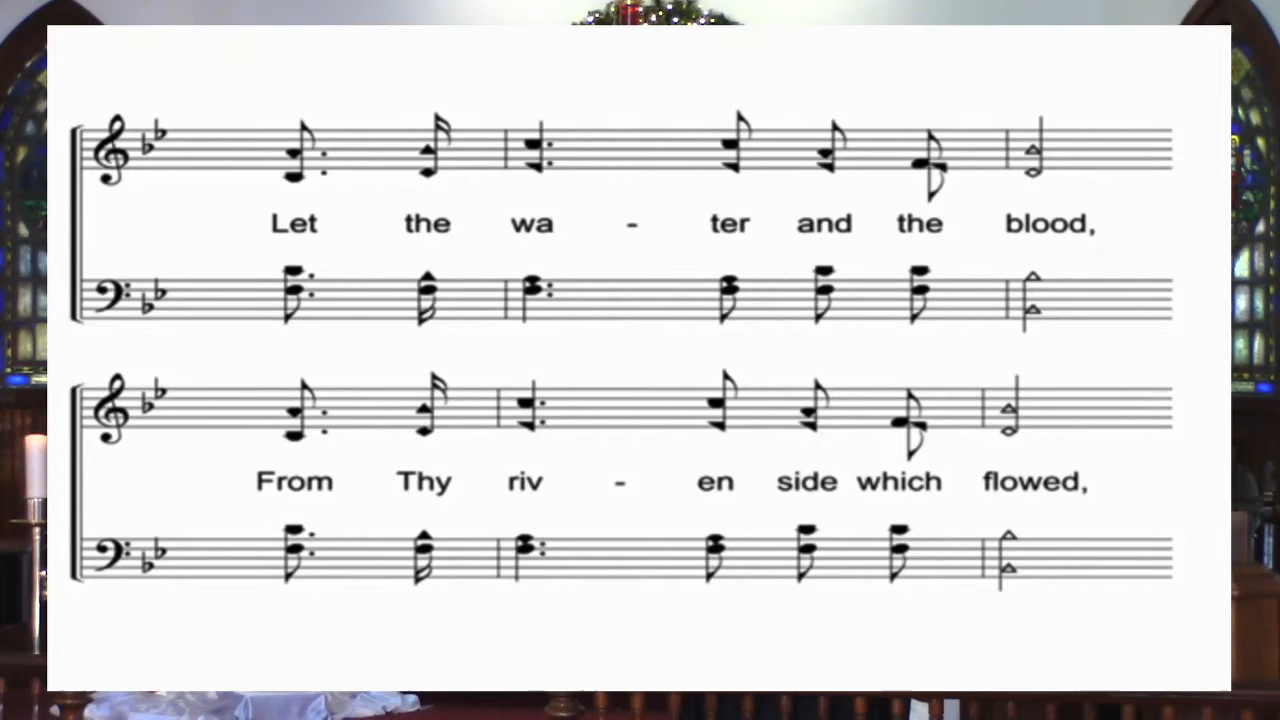 Let the wa - ter and the blood,
From Thy riv - en side which flowed,